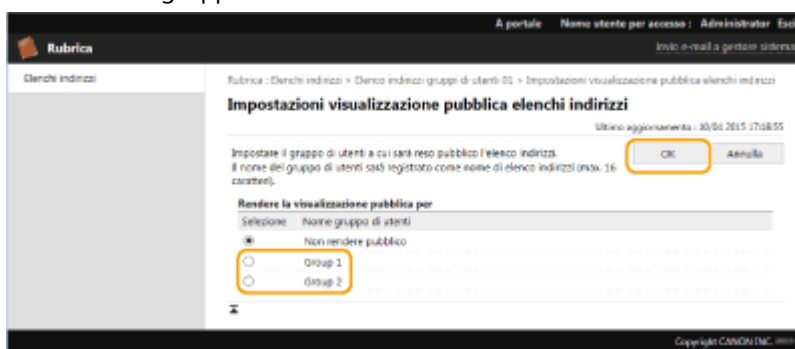 A portale Nome utente per accesso : Administrator Esci
Rubrica
Invio e-mail a gestore sistema
Elenchi indirizzi
Rubrica : Elenchi indirizzi > Elenco indirizzi gruppi di utenti 01 > Impostazioni visualizzazione pubblica elenchi indirizzi
Impostazioni visualizzazione pubblica elenchi indirizzi
Ultimo aggiornamento : 10/04 2015 17:18:55
Impostare il gruppo di utenti a cui sarà reso pubblico l'elenco indirizzi.
Il nome del gruppo di utenti sarà registrato come nome di elenco indirizzi (max. 16
caratteri).
OK Annulla
Rendere la visualizzazione pubblica per
Selezione Nome gruppo di utenti
Non rendere pubblico
Group 1
Group 2
Copyright CANON INC.